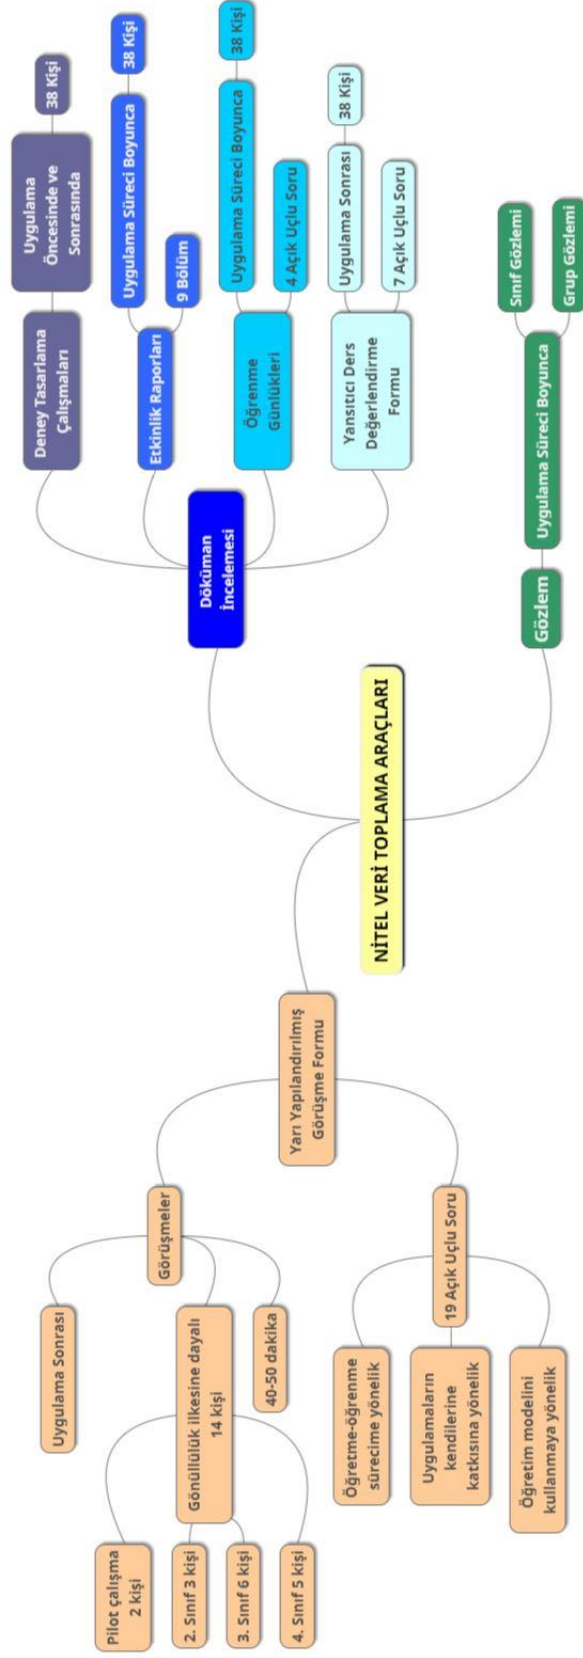 NİTEL VERİ TOPLAMA ARAÇLARI
Yarı Yapılandırılmış
Görüşme Formu
Görüşmeler
Uygulama Sonrası
Gönüllülük ilkesine dayalı
14 kişi
Pilot çalışma
2 kişi
2. Sınıf 3 kişi
3. Sınıf 6 kişi
4. Sınıf 5 kişi
40-50 dakika
19 Açık Uçlu Soru
Öğretme-öğrenme
sürecime yönelik
Uygulamaların
kendilerine
katkısına yönelik
Öğretim modelini
kullanmaya yönelik
Döküman
İncelemesi
Deney Tasarlama
Çalışmaları
Uygulama
Öncesinde ve
Sonrasında
38 Kişi
Etkinlik Raporları
Uygulama Süreci Boyunca
38 Kişi
9 Bölüm
Öğrenme
Günlükleri
Uygulama Süreci Boyunca
38 Kişi
4 Açık Uçlu Soru
Yansıtıcı Ders
Değerlendirme
Formu
Uygulama Sonrası
38 Kişi
7 Açık Uçlu Soru
Gözlem
Uygulama Süreci Boyunca
Sınıf Gözlemi
Grup Gözlemi